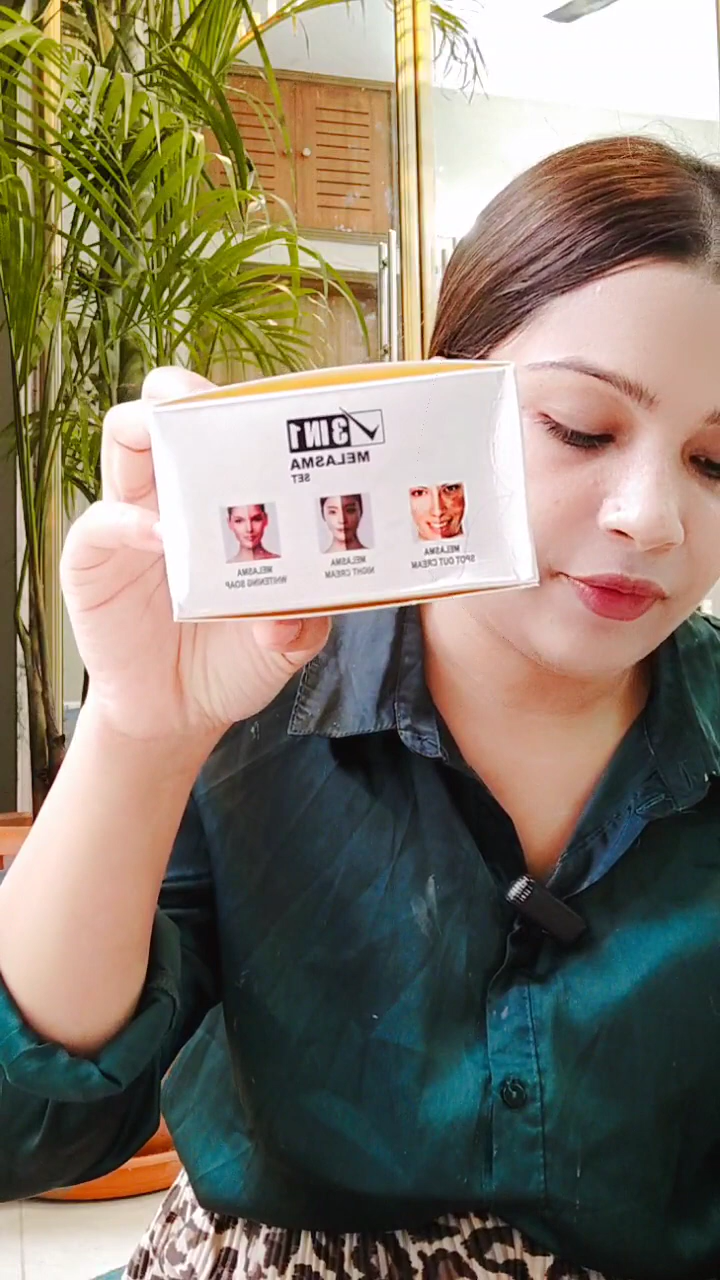 3IN1
MELASMA
SET
MELASMA
SPOT OUT CREAM
MELASMA
NIGHT CREAM
MELASMA
WHITENING SOAP